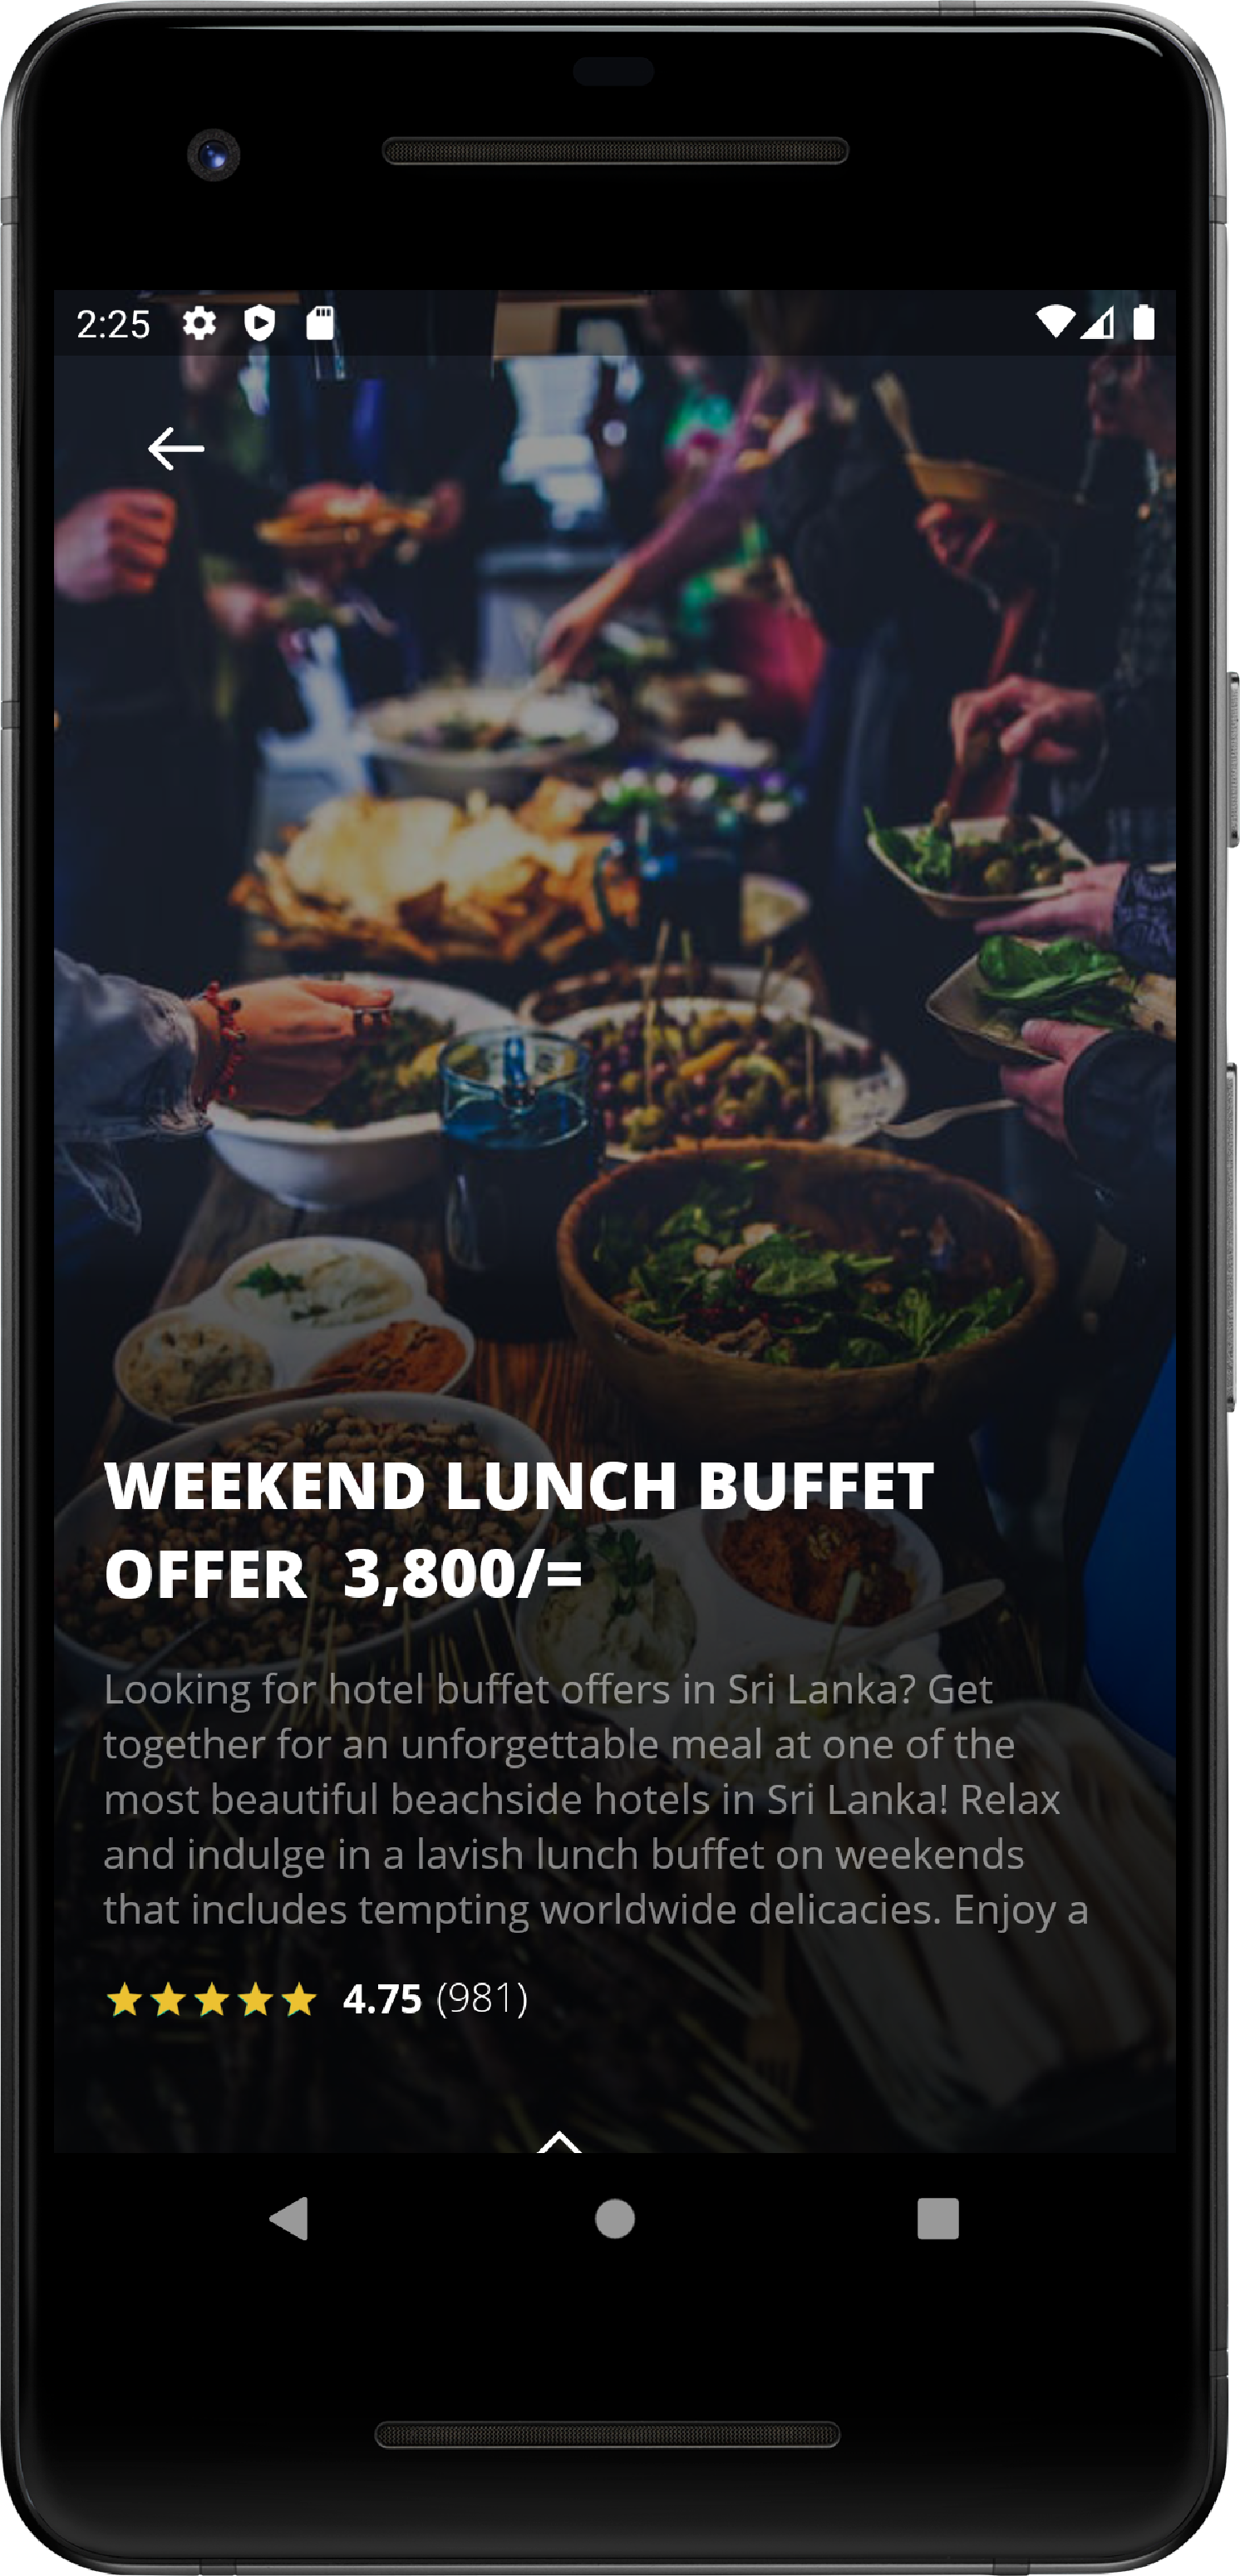 2:25
WEEKEND LUNCH BUFFET
OFFER 3,800/=
Looking for hotel buffet offers in Sri Lanka? Get
together for an unforgettable meal at one of the
most beautiful beachside hotels in Sri Lanka! Relax
and indulge in a lavish lunch buffet on weekends
that includes tempting worldwide delicacies. Enjoy a
4.75 (981)